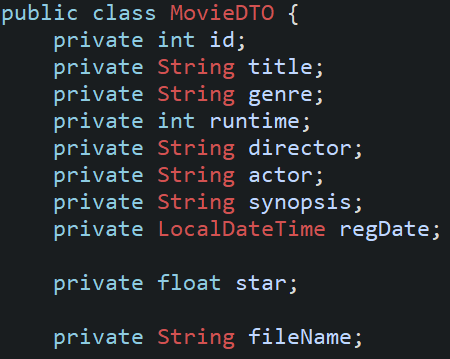 public class MovieDTO {
private int id;
private String title;
private String genre;
private int runtime;
private String director;
private String actor;
private String synopsis;
private LocalDateTime regDate;
private float star;
private String fileName;